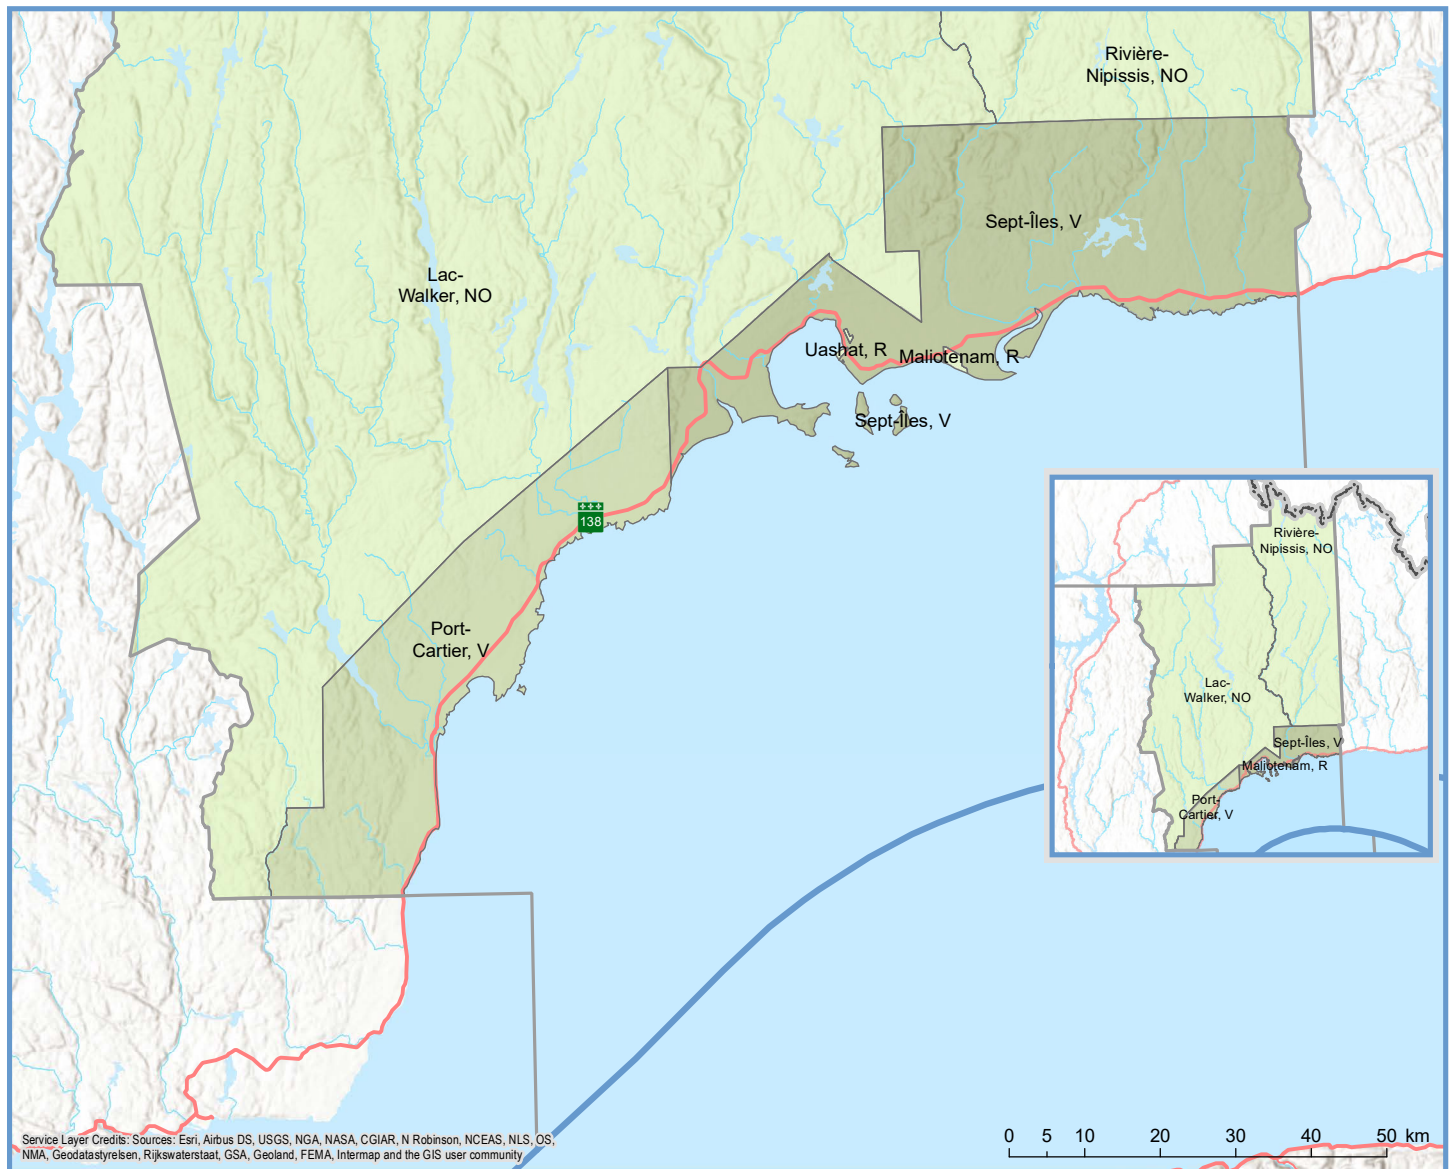 Rivière-
Nipissis, NO
Sept-Îles, V
Lac-
Walker, NO
Uashat, R
Maliotenam, R
Sept-Îles, V
138
Port-
Cartier, V
Rivière-
Nipissis, NO
Lac-
Walker, NO
Sept-Îles, V
Maliotenam, R
Port-
Cartier, V
Service Layer Credits: Sources: Esri, Airbus DS, USGS, NGA, NASA, CGIAR, N Robinson, NCEAS, NLS, OS,
NMA, Geodatastyrelsen, Rijkswaterstaat, GSA, Geoland, FEMA, Intermap and the GIS user community
0 5 10 20 30 40 50 km